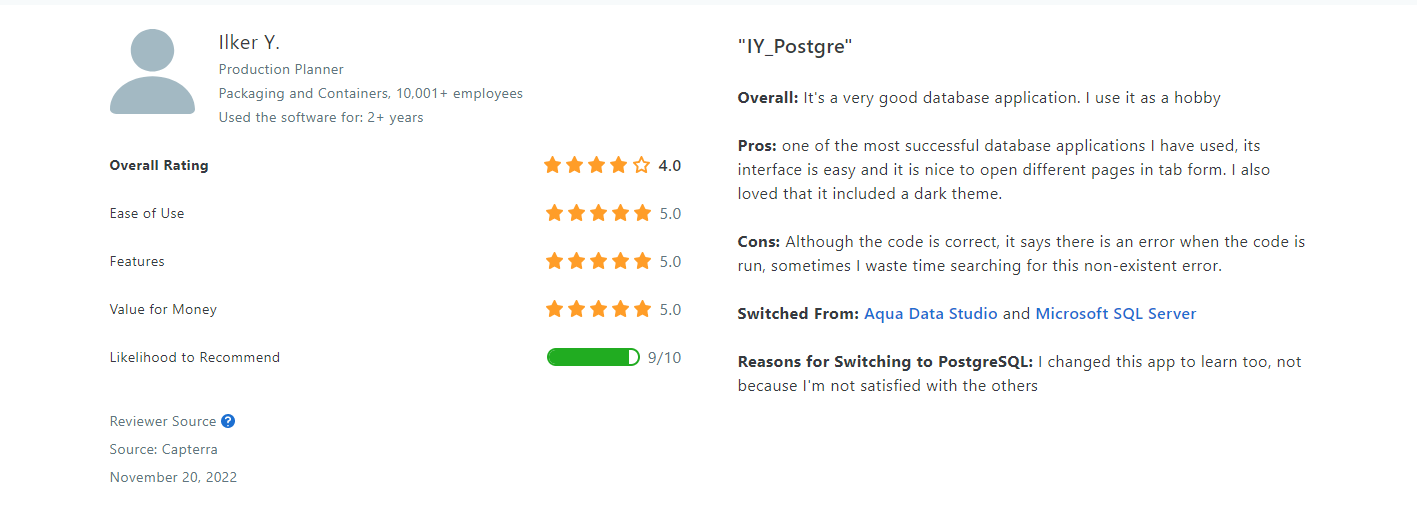 Ilker Y.
Production Planner
Packaging and Containers, 10,001+ employees
Used the software for: 2+ years
Overall Rating 4.0
Ease of Use 5.0
Features 5.0
Value for Money 5.0
Likelihood to Recommend 9/10
Reviewer Source ?
Source: Capterra
November 20, 2022
"IY_Postgre"
Overall: It's a very good database application. I use it as a hobby
Pros: one of the most successful database applications I have used, its
interface is easy and it is nice to open different pages in tab form. I also
loved that it included a dark theme.
Cons: Although the code is correct, it says there is an error when the code is
run, sometimes I waste time searching for this non-existent error.
Switched From: Aqua Data Studio and Microsoft SQL Server
Reasons for Switching to PostgreSQL: I changed this app to learn too, not
because I'm not satisfied with the others